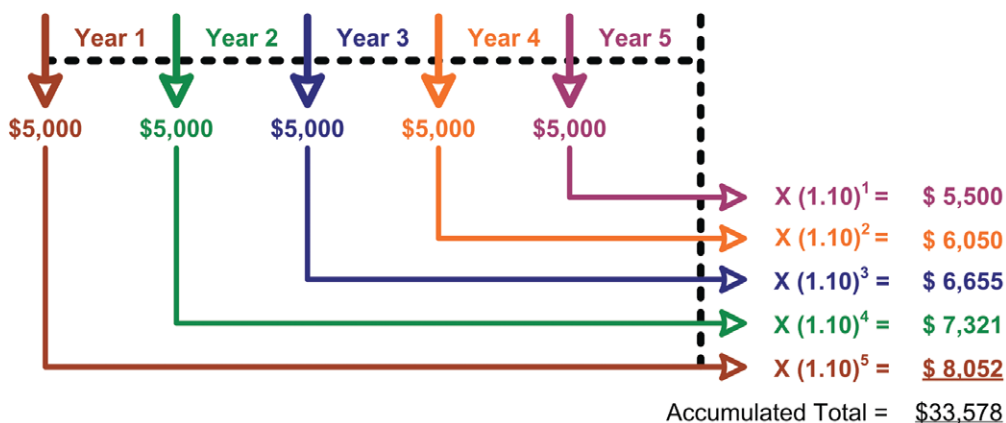 Year 1 Year 2 Year 3 Year 4 Year 5
$5,000 $5,000 $5,000 $5,000 $5,000
X (1.10)¹ = $ 5,500
X (1.10)² = $ 6,050
X (1.10)³ = $ 6,655
X (1.10)⁴ = $ 7,321
X (1.10)⁵ = $ 8,052
Accumulated Total = $33,578